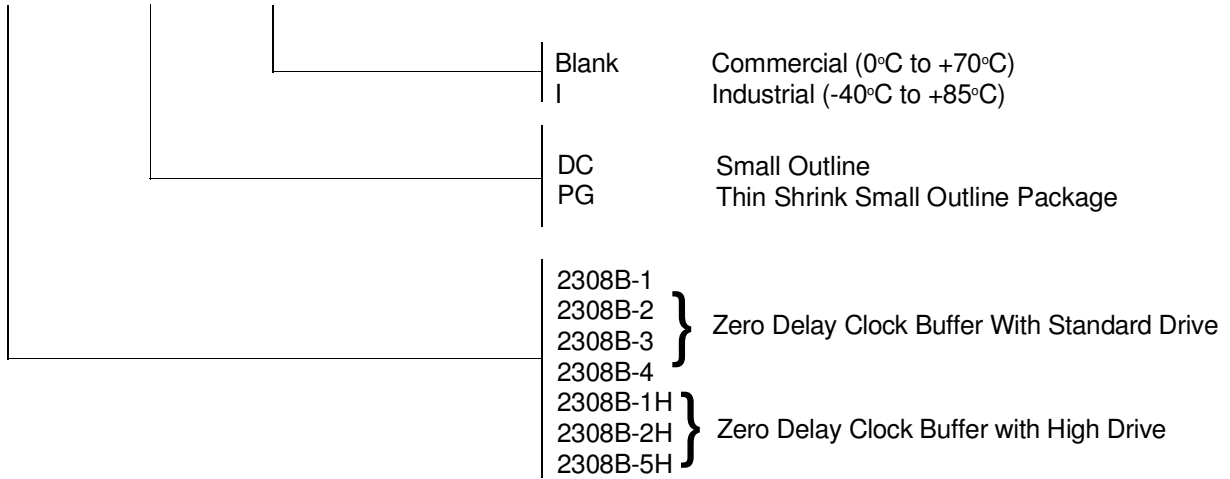 Blank Commercial (0°C to +70°C)
I Industrial (-40°C to +85°C)
DC Small Outline
PG Thin Shrink Small Outline Package
2308B-1
2308B-2
2308B-3
2308B-4
} Zero Delay Clock Buffer With Standard Drive
2308B-1H
2308B-2H
2308B-5H
} Zero Delay Clock Buffer with High Drive